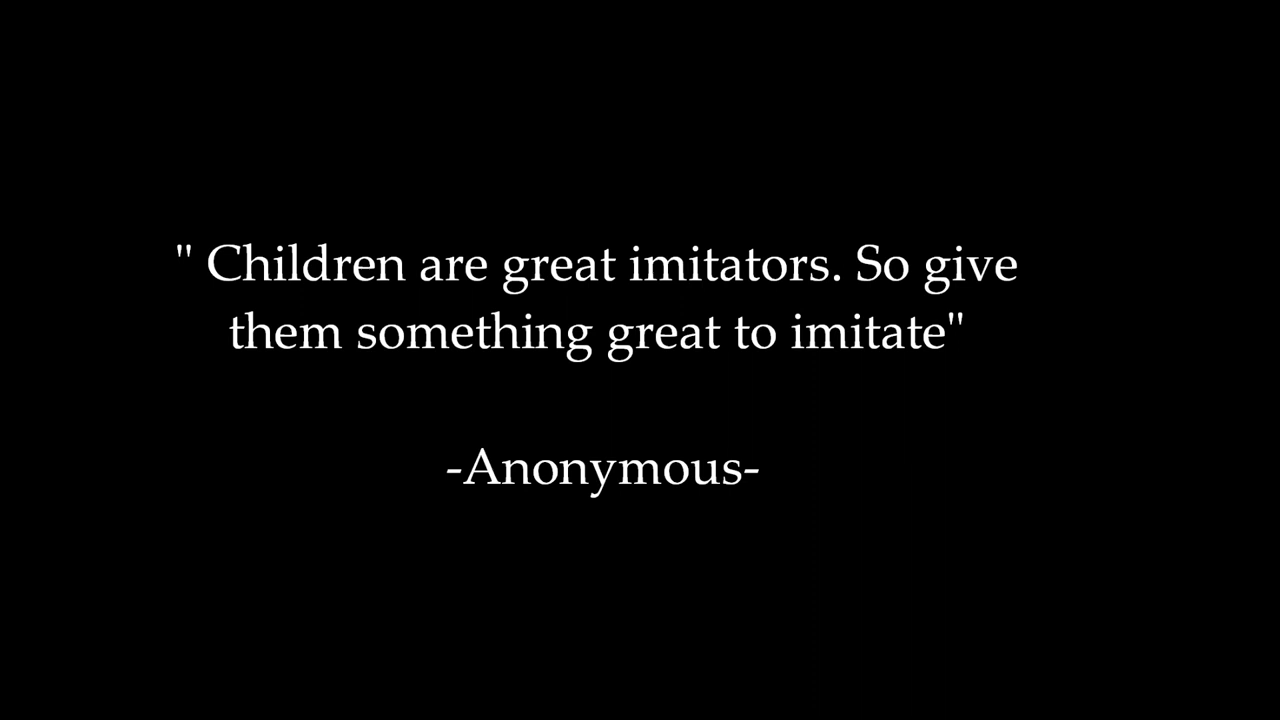 " Children are great imitators. So give
them something great to imitate"
-Anonymous-